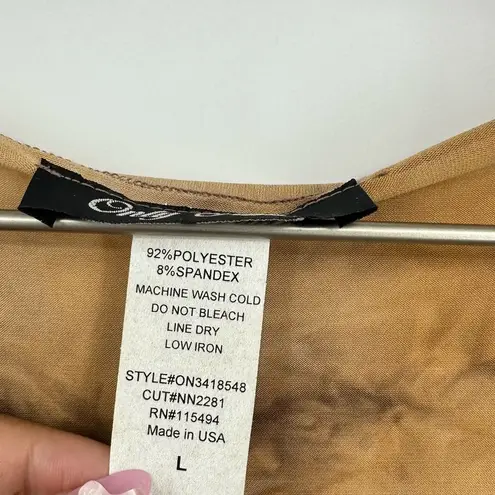 Only
92%POLYESTER
8%SPANDEX
MACHINE WASH COLD
DO NOT BLEACH
LINE DRY
LOW IRON
STYLE#ON3418548
CUT#NN2281
RN#115494
Made in USA
L